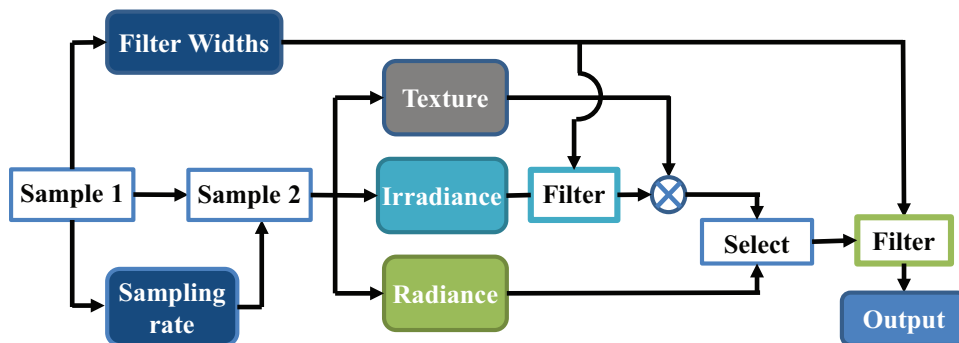 Filter Widths
Texture
Sample 1
Sample 2
Irradiance
Filter
Select
Filter
Sampling
rate
Radiance
Output